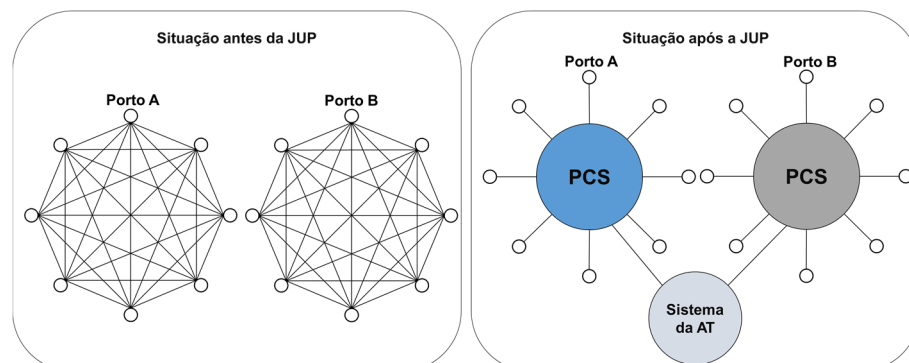 Situação antes da JUP
Porto A
Porto B
Situação após a JUP
Porto A
Porto B
PCS
PCS
Sistema
da AT